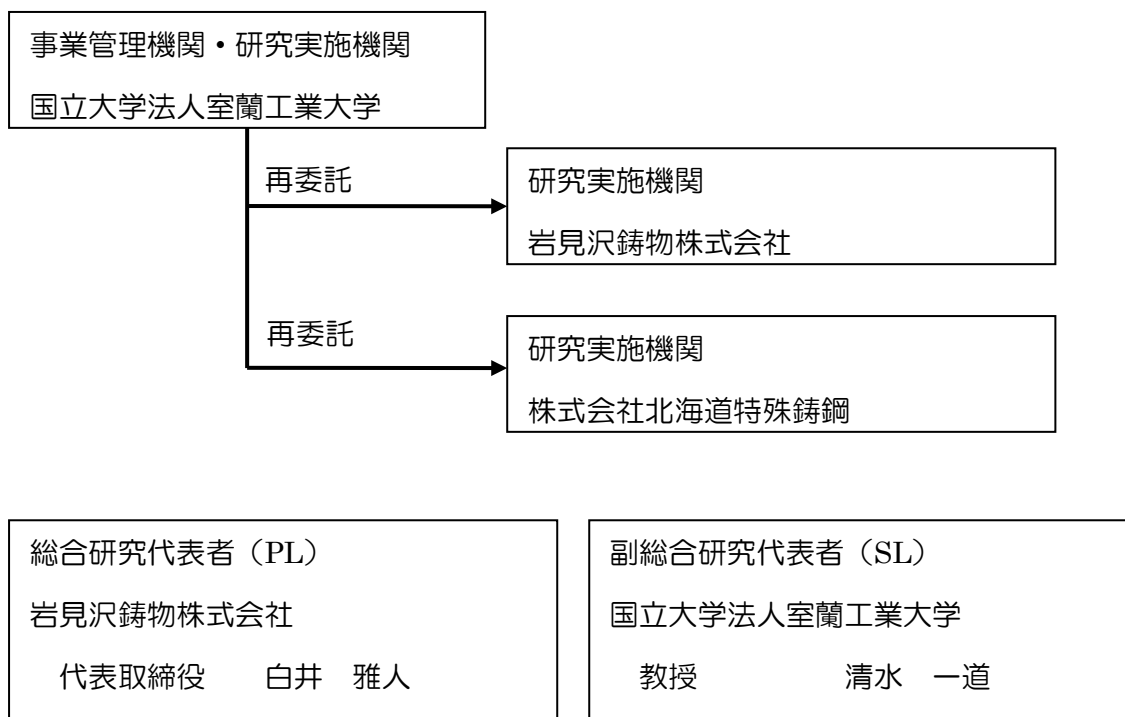 事業管理機関・研究実施機関
国立大学法人室蘭工業大学
再委託
研究実施機関
岩見沢鋳物株式会社
再委託
研究実施機関
株式会社北海道特殊鋳鋼
総合研究代表者（PL）
岩見沢鋳物株式会社
代表取締役　　白井　雅人
副総合研究代表者（SL）
国立大学法人室蘭工業大学
教授　　　　　清水　一道